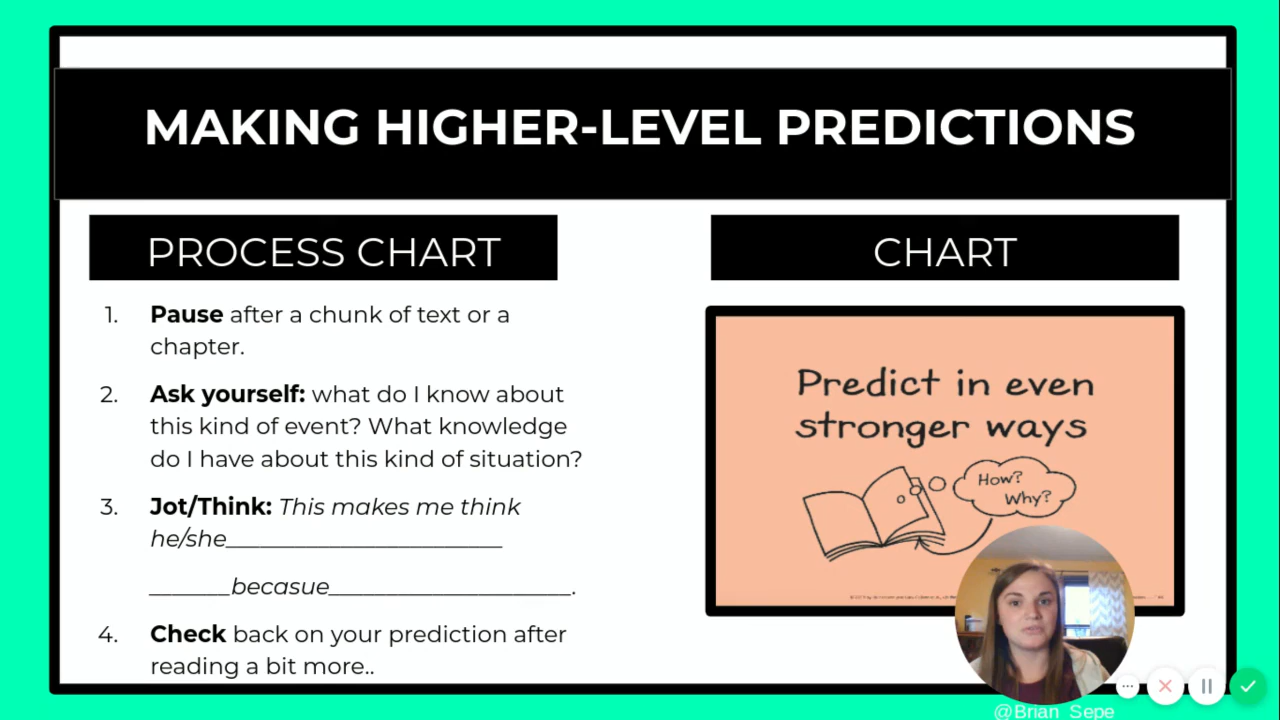 MAKING HIGHER-LEVEL PREDICTIONS
PROCESS CHART
1. Pause after a chunk of text or a
chapter.
2. Ask yourself: what do I know about
this kind of event? What knowledge
do I have about this kind of situation?
3. Jot/Think: This makes me think
he/she_______________________
_______becasue_____________________.
4. Check back on your prediction after
reading a bit more..
CHART
Predict in even
stronger ways
How?
Why?
@Brian_Sepe